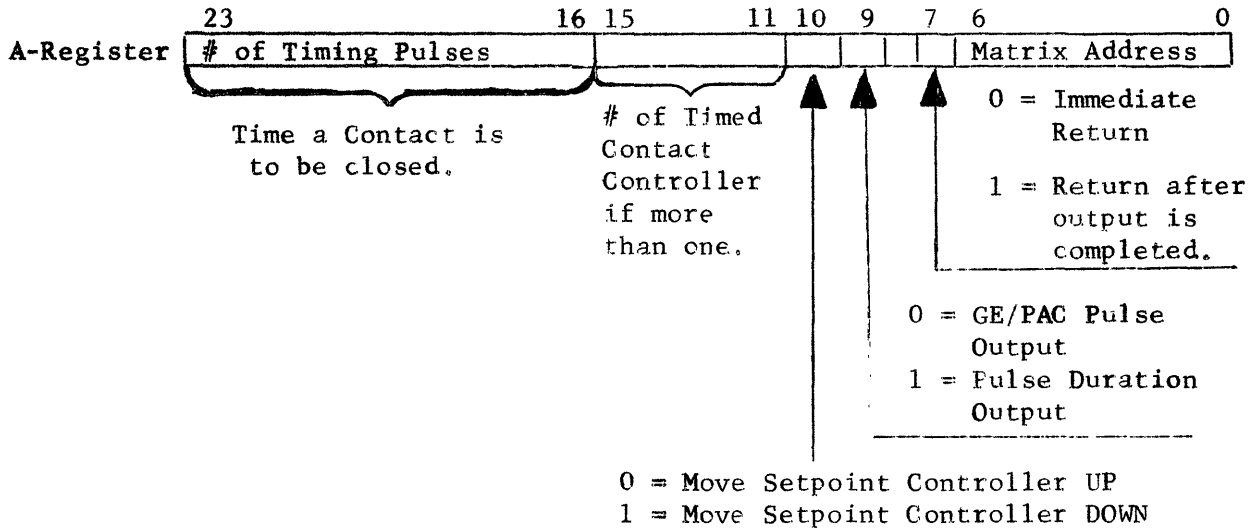 23 16 15 11 10 9 7 6 0
A-Register # of Timing Pulses Matrix Address
Time a Contact is
to be closed.
# of Timed
Contact
Controller
if more
than one.
0 = Immediate
Return
1 = Return after
output is
completed.
0 = GE/PAC Pulse
Output
1 = Pulse Duration
Output
0 = Move Setpoint Controller UP
1 = Move Setpoint Controller DOWN